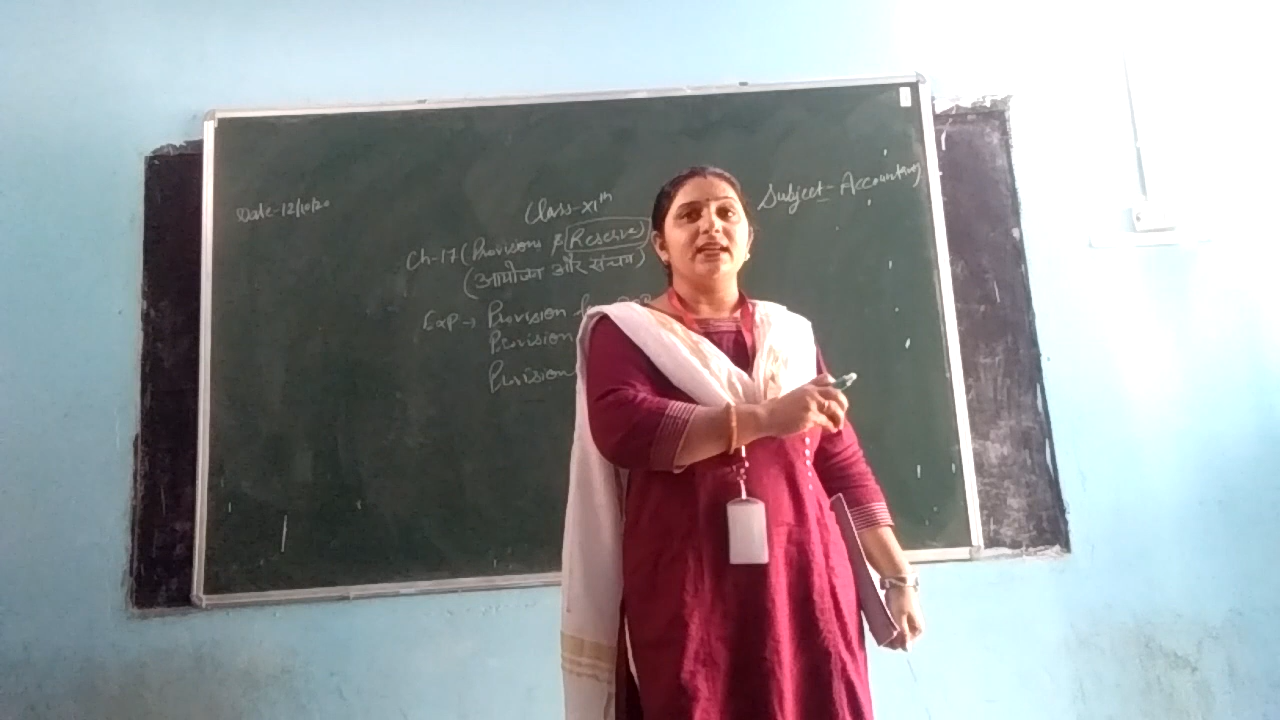 Date-12/10/20
Class-XIth
Subject- Accountancy
Ch-17 (Provisions & Reserve)
(आयोजन और संचय)
Exp→ Provision for
Provision
Provision